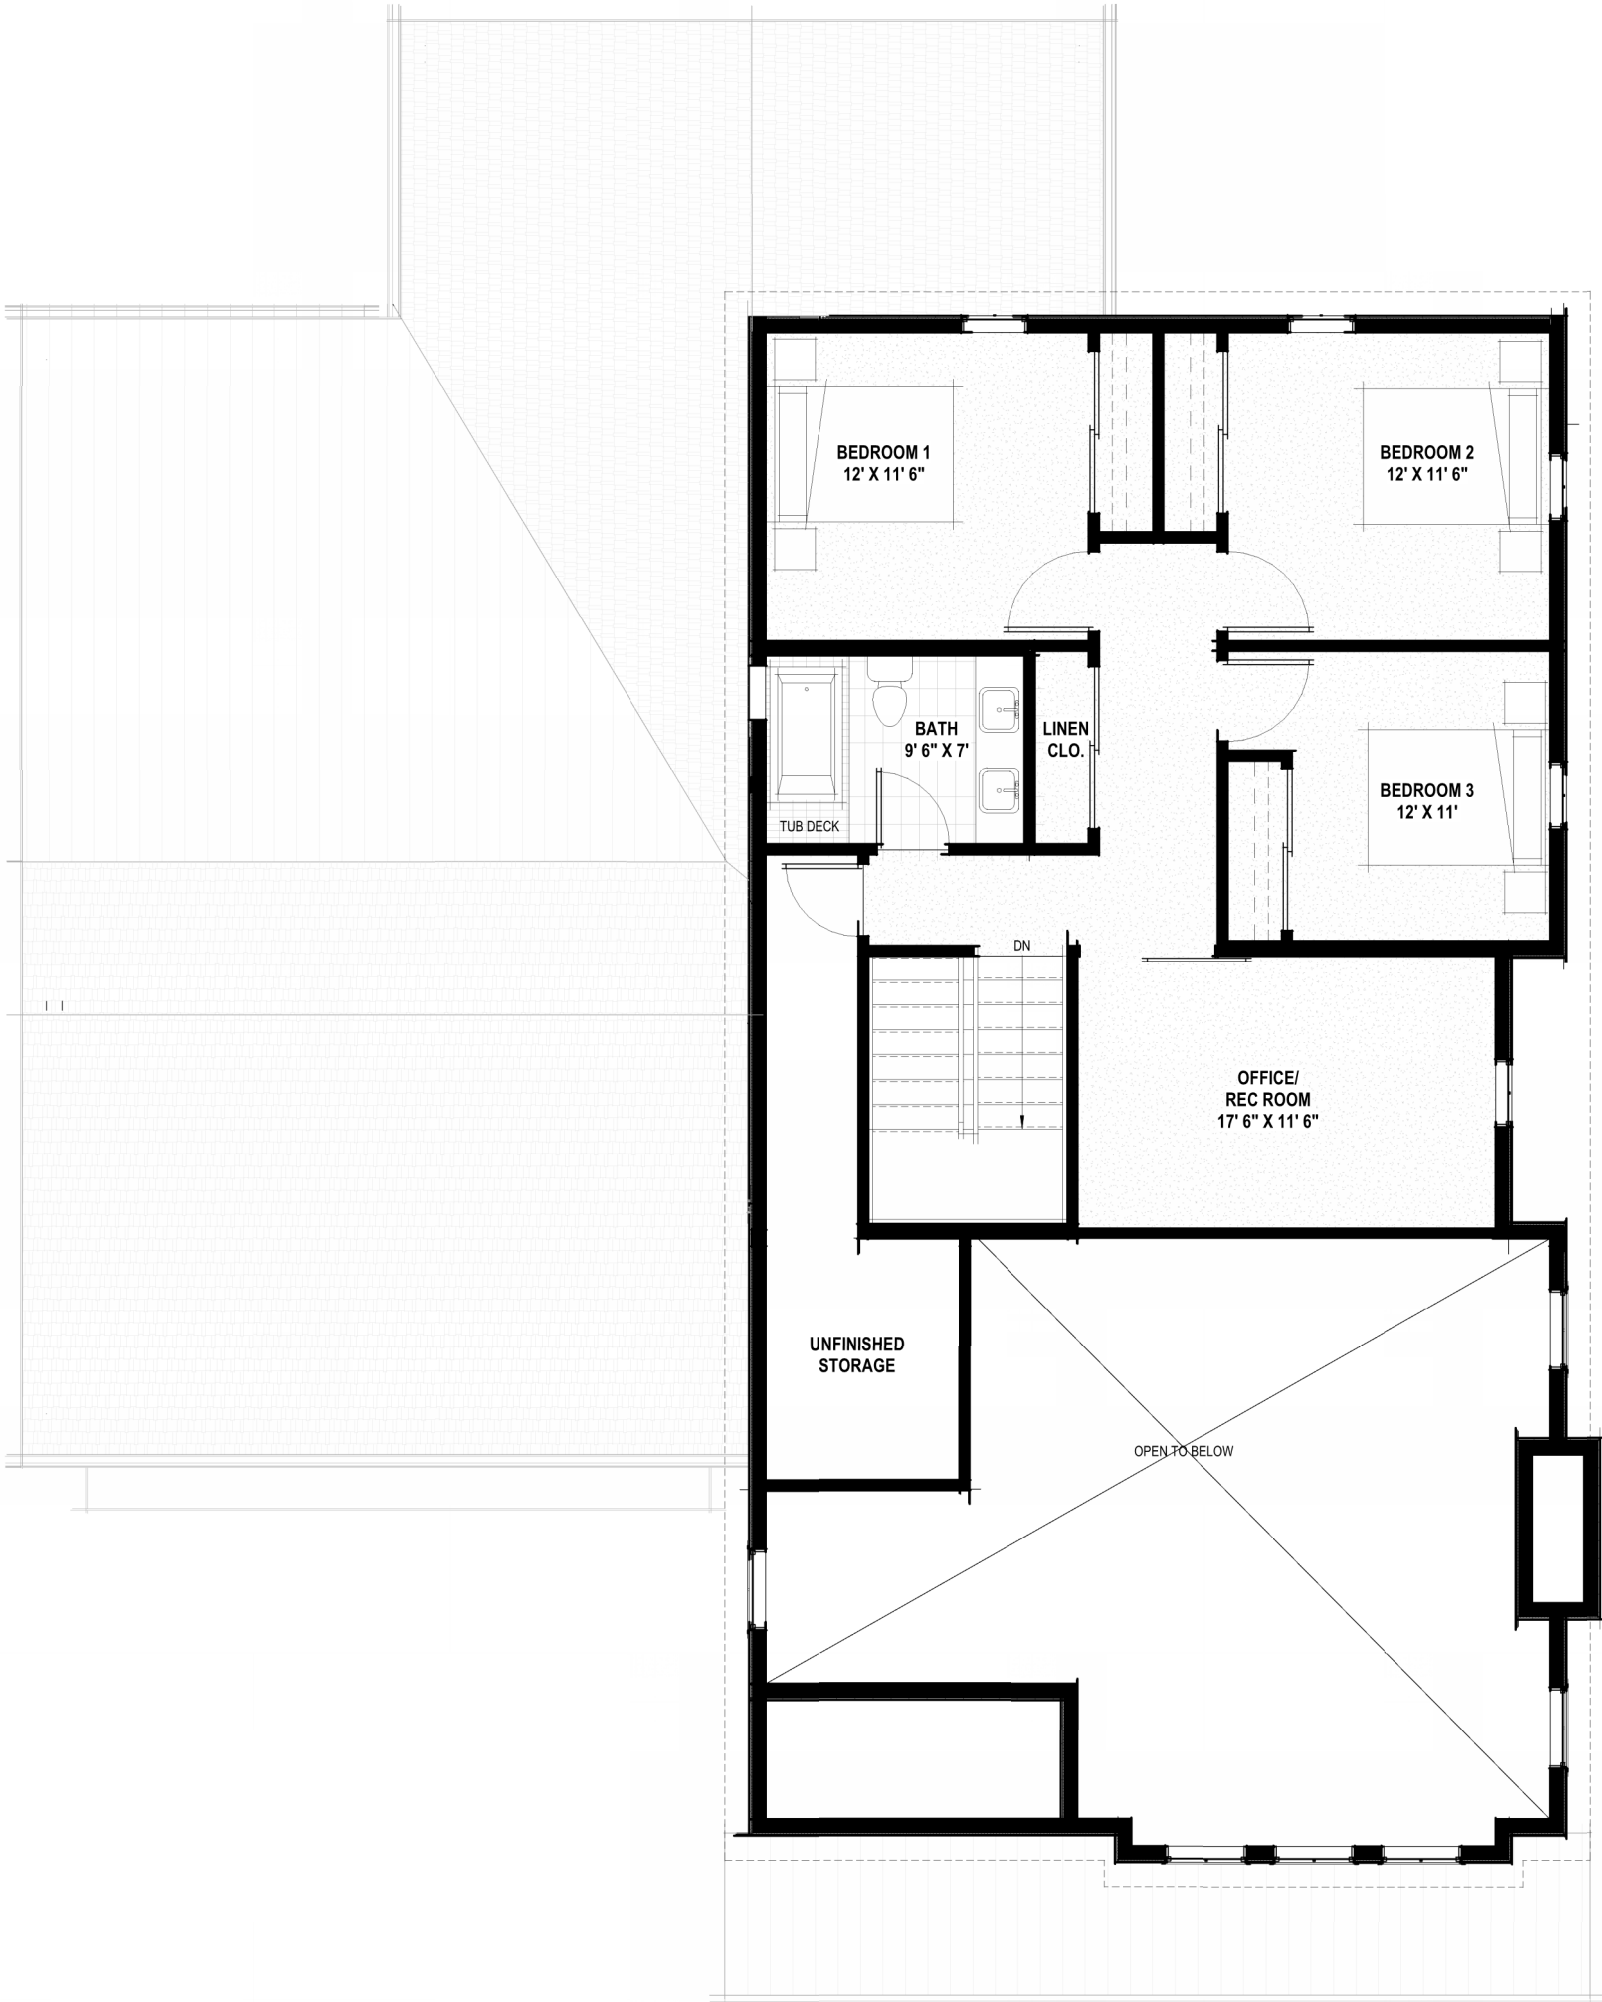 BEDROOM 1
12' X 11' 6"
BEDROOM 2
12' X 11' 6"
BATH
9' 6" X 7'
LINEN
CLO.
TUB DECK
BEDROOM 3
12' X 11'
DN
OFFICE/
REC ROOM
17' 6" X 11' 6"
UNFINISHED
STORAGE
OPEN TO BELOW